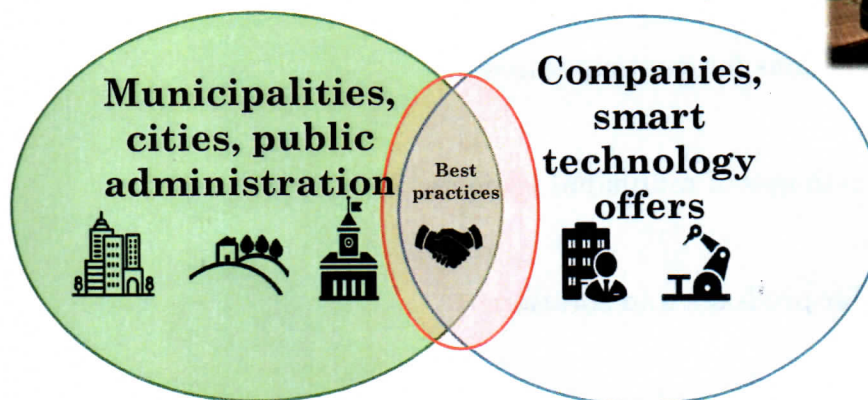 Municipalities,
cities, public
administration
Best
practices
Companies,
smart
technology
offers